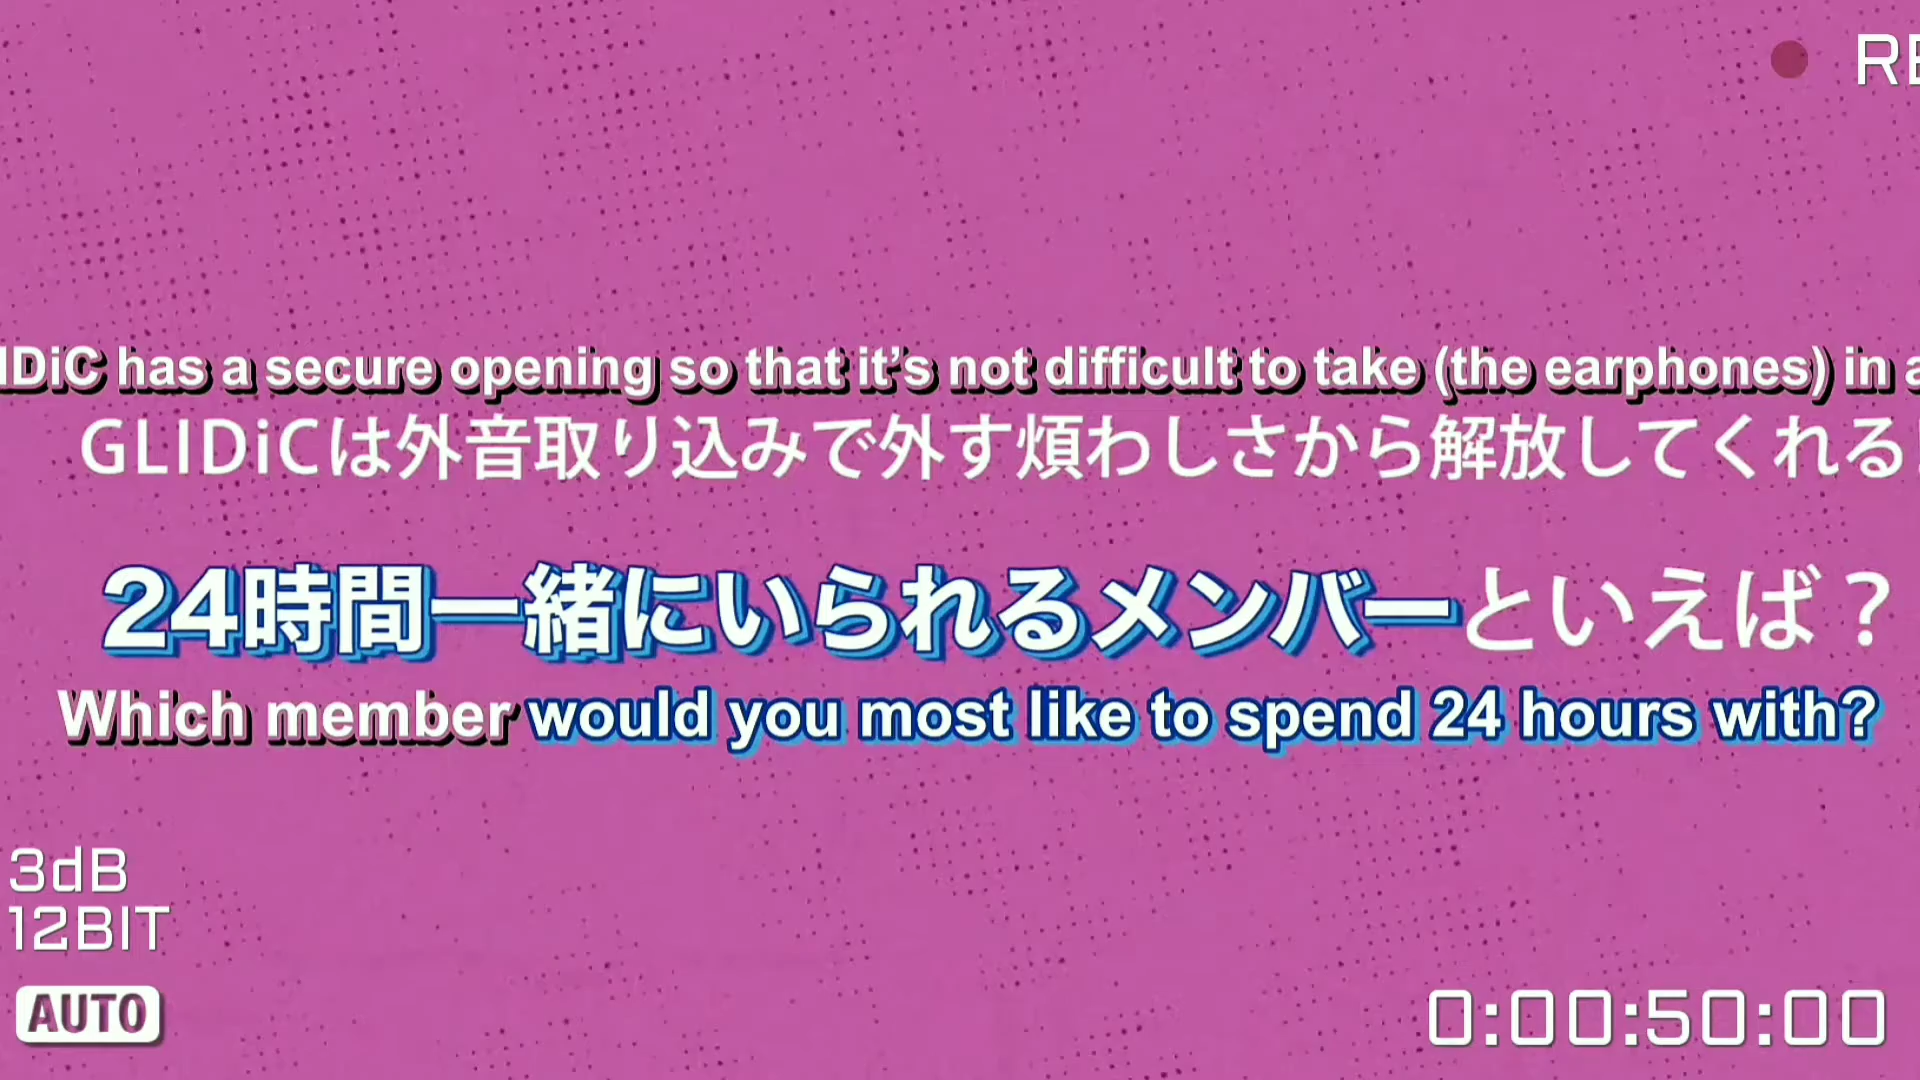 has a secure opening so that it's not difficult to take (the earphones) in
GLIDiCは外音取り込みで外す煩わしさから解放してくれる
24時間一緒にいられるメンバーといえば？
Which member would you most like to spend 24 hours with?
3dB
12BIT
AUTO
0:00:50:00